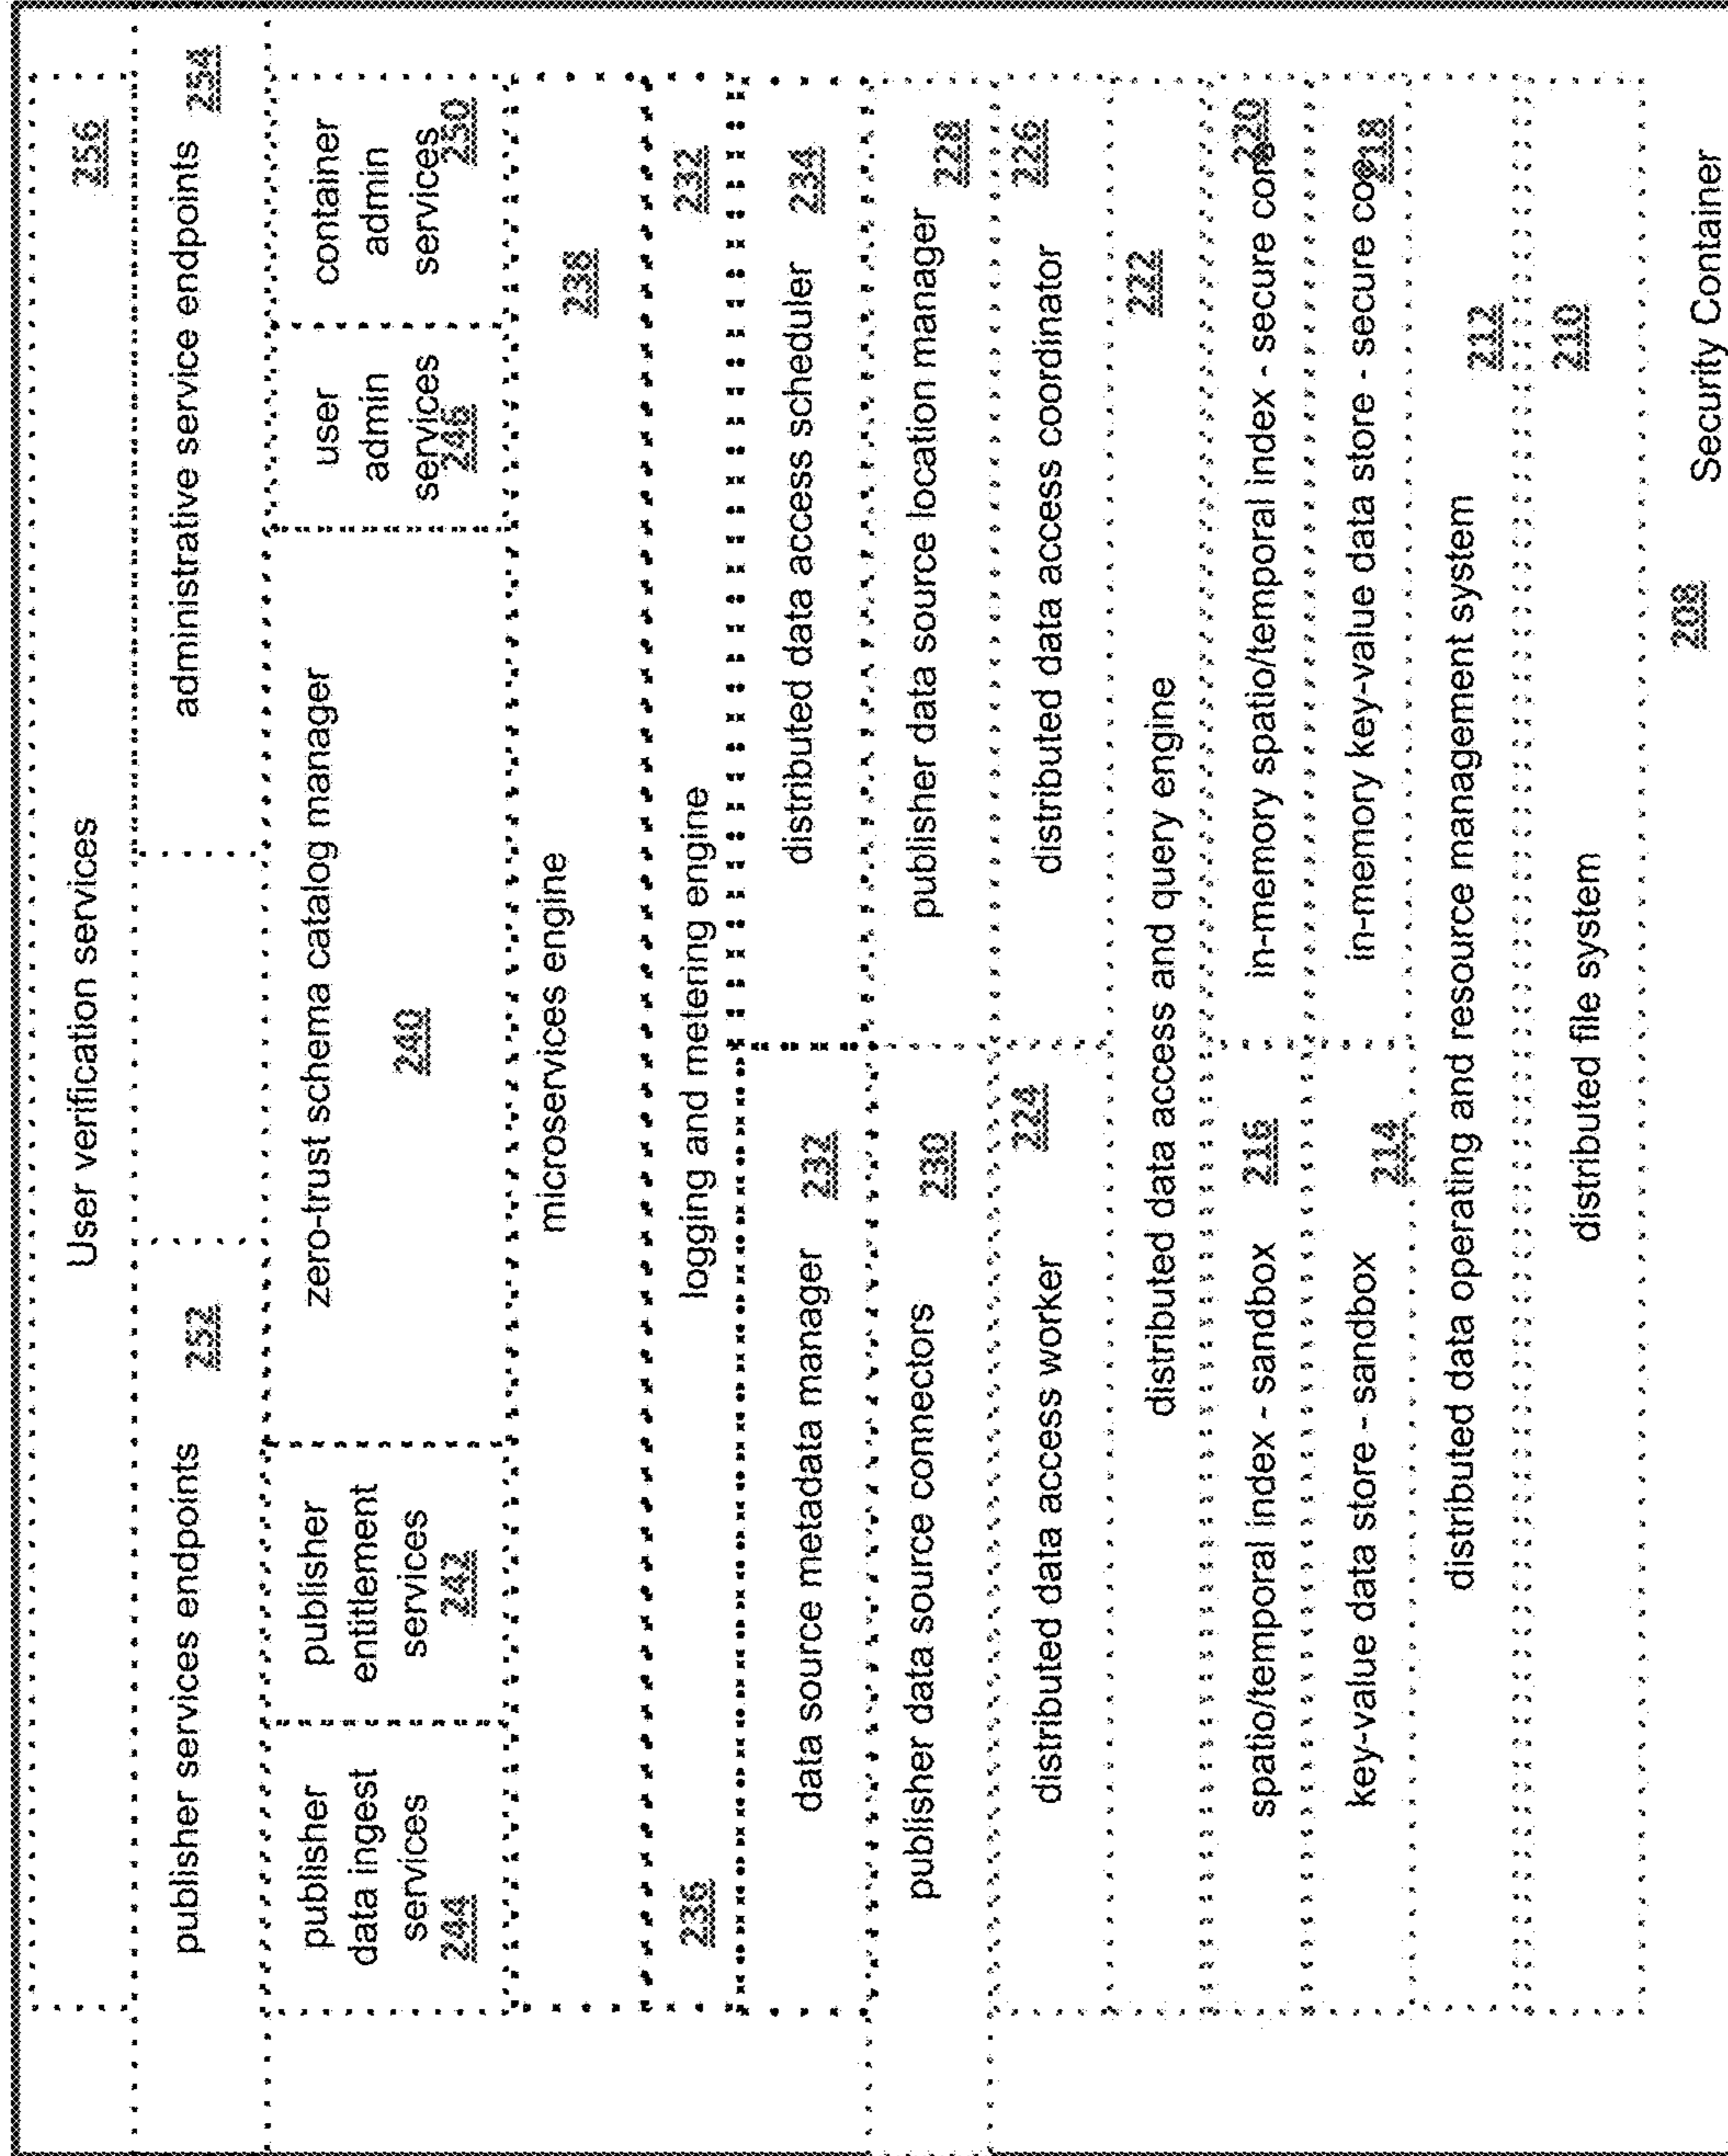 User verification services
256
publisher services endpoints
252
administrative service endpoints
254
publisher
data ingest
services
244
publisher
entitlement
services
242
zero-trust schema catalog manager
240
user
admin
services
246
container
admin
services
250
microservices engine
238
236
logging and metering engine
232
data source metadata manager
232
distributed data access scheduler
234
publisher data source connectors
230
publisher data source location manager
228
distributed data access worker
224
distributed data access coordinator
226
distributed data access and query engine
222
spatio/temporal index - sandbox
216
in-memory spatio/temporal index - secure core
220
key-value data store - sandbox
214
in-memory key-value data store - secure core
218
distributed data operating and resource management system
212
distributed file system
210
208
Security Container